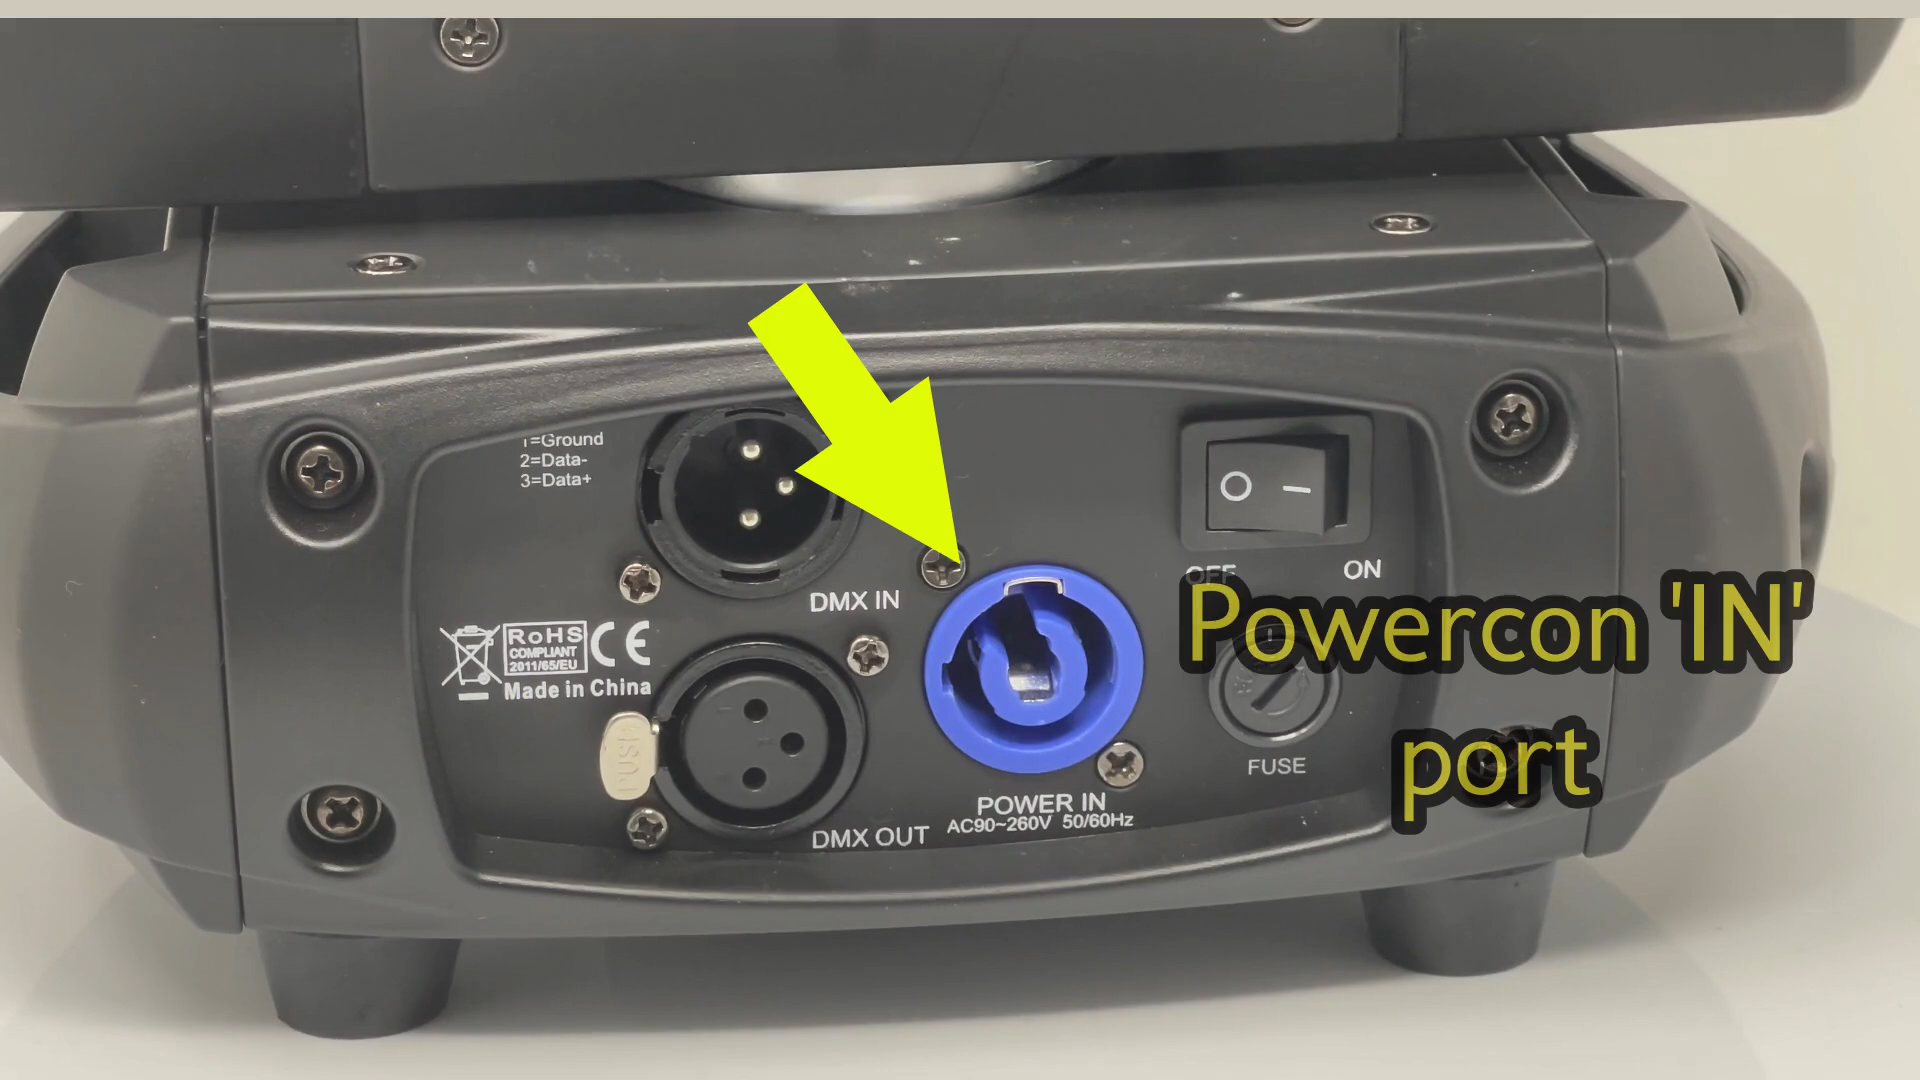 1=Ground
2=Data-
3=Data+
DMX IN
OFF
ON
Powercon 'IN'
port
RoHS
COMPLIANT
2011/65/EU
CE
Made in China
PUSH
FUSE
POWER IN
AC90~260V 50/60Hz
DMX OUT